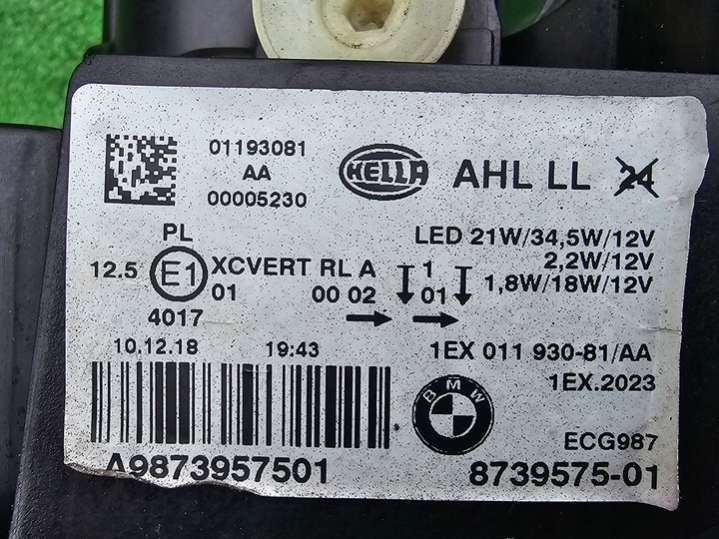 01193081
AA
00005230
HELLA
AHL LL 24
PL
12.5 E1 XCVERT RL A 1
01 00 02 01
4017
LED 21W/34,5W/12V
2,2W/12V
1,8W/18W/12V
10.12.18 19:43
1EX 011 930-81/AA
1EX.2023
BMW
ECG987
A9873957501
8739575-01